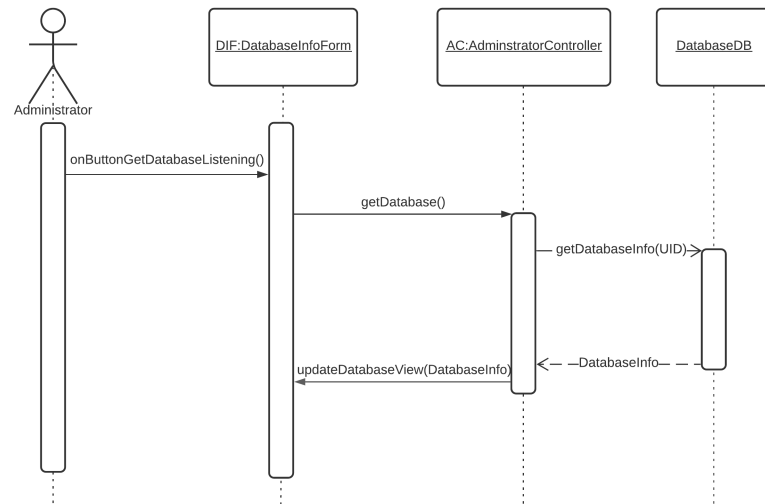 DIF:DatabaseInfoForm
AC:AdminstratorController
DatabaseDB
Administrator
onButtonGetDatabaseListening()
getDatabase()
getDatabaseInfo(UID)
DatabaseInfo
updateDatabaseView(DatabaseInfo)